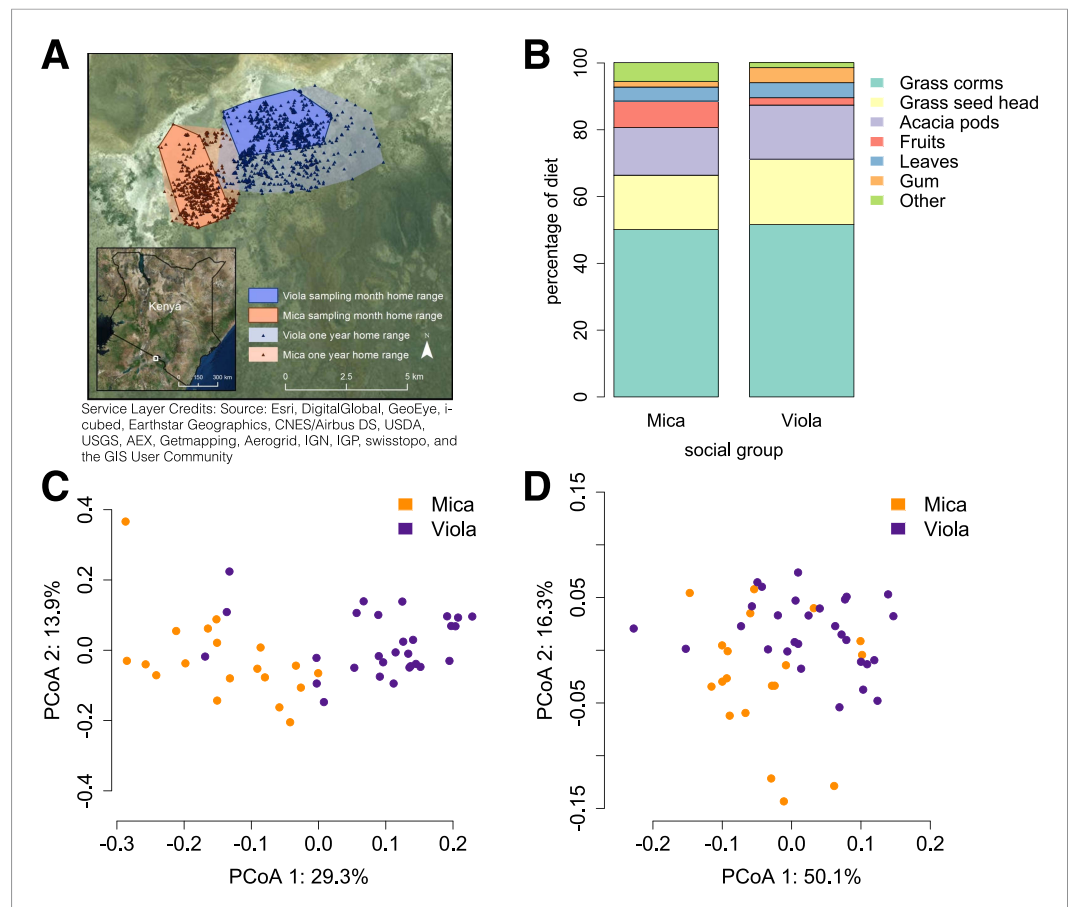 A
Kenya
0 150 300 km
Viola sampling month home range
Mica sampling month home range
Viola one year home range
Mica one year home range
N
0 2.5 5 km
Service Layer Credits: Source: Esri, DigitalGlobal, GeoEye, i-
cubed, Earthstar Geographics, CNES/Airbus DS, USDA,
USGS, AEX, Getmapping, Aerogrid, IGN, IGP, swisstopo, and
the GIS User Community
B
percentage of diet
100
80
60
40
20
0
Mica Viola
social group
Grass corms
Grass seed head
Acacia pods
Fruits
Leaves
Gum
Other
C
Mica
Viola
PCoA 2: 13.9%
0.4
0.2
0.0
-0.2
-0.4
-0.3 -0.2 -0.1 0.0 0.1 0.2
PCoA 1: 29.3%
D
Mica
Viola
PCoA 2: 16.3%
0.15
0.05
-0.05
-0.15
-0.2 -0.1 0.0 0.1 0.2
PCoA 1: 50.1%